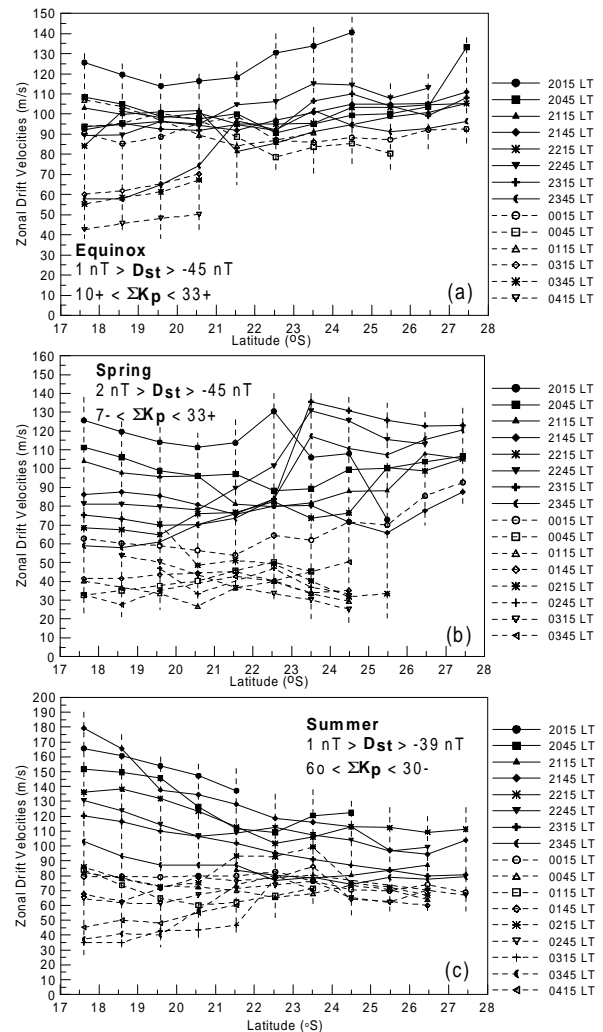 150
140
130
120
110
100
90
80
70
60
50
40
30
20
10
0
Zonal Drift Velocities (m/s)
Equinox
1 nT > Dst > -45 nT
10+ < ΣKp < 33+
(a)
17 18 19 20 21 22 23 24 25 26 27 28
Latitude (ºS)
2015 LT
2045 LT
2115 LT
2145 LT
2215 LT
2245 LT
2315 LT
2345 LT
0015 LT
0045 LT
0115 LT
0315 LT
0345 LT
0415 LT
160
150
140
130
120
110
100
90
80
70
60
50
40
30
20
10
0
Zonal Drift Velocities (m/s)
Spring
2 nT > Dst > -45 nT
7- < ΣKp < 33+
(b)
17 18 19 20 21 22 23 24 25 26 27 28
Latitude (ºS)
2015 LT
2045 LT
2115 LT
2145 LT
2215 LT
2245 LT
2315 LT
2345 LT
0015 LT
0045 LT
0115 LT
0145 LT
0215 LT
0245 LT
0315 LT
0345 LT
200
190
180
170
160
150
140
130
120
110
100
90
80
70
60
50
40
30
20
10
0
Zonal Drift Velocities (m/s)
Summer
1 nT > Dst > -39 nT
6o < ΣKp < 30-
(c)
17 18 19 20 21 22 23 24 25 26 27 28
Latitude (ºS)
2015 LT
2045 LT
2115 LT
2145 LT
2215 LT
2245 LT
2315 LT
2345 LT
0015 LT
0045 LT
0115 LT
0145 LT
0215 LT
0245 LT
0315 LT
0345 LT
0415 LT